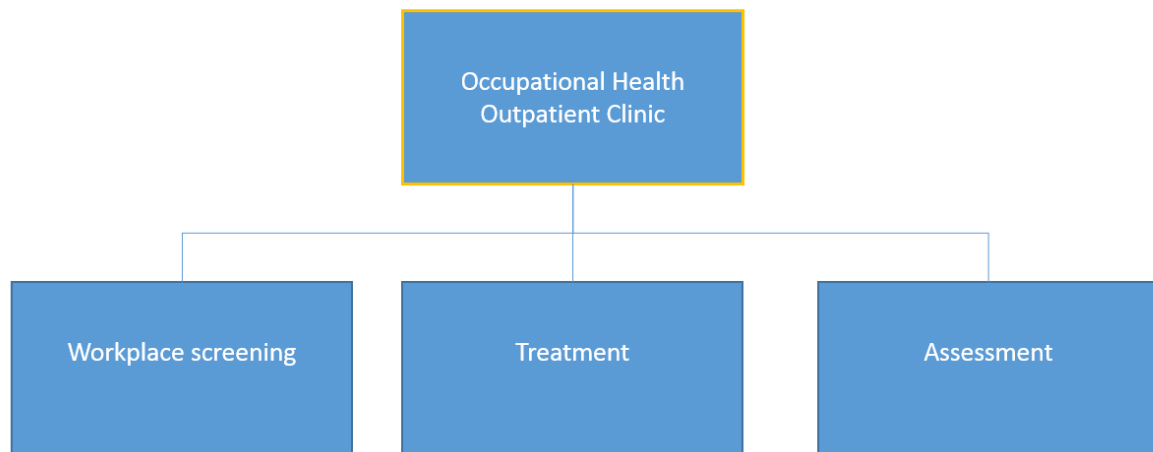 Occupational Health
Outpatient Clinic
Workplace screening
Treatment
Assessment